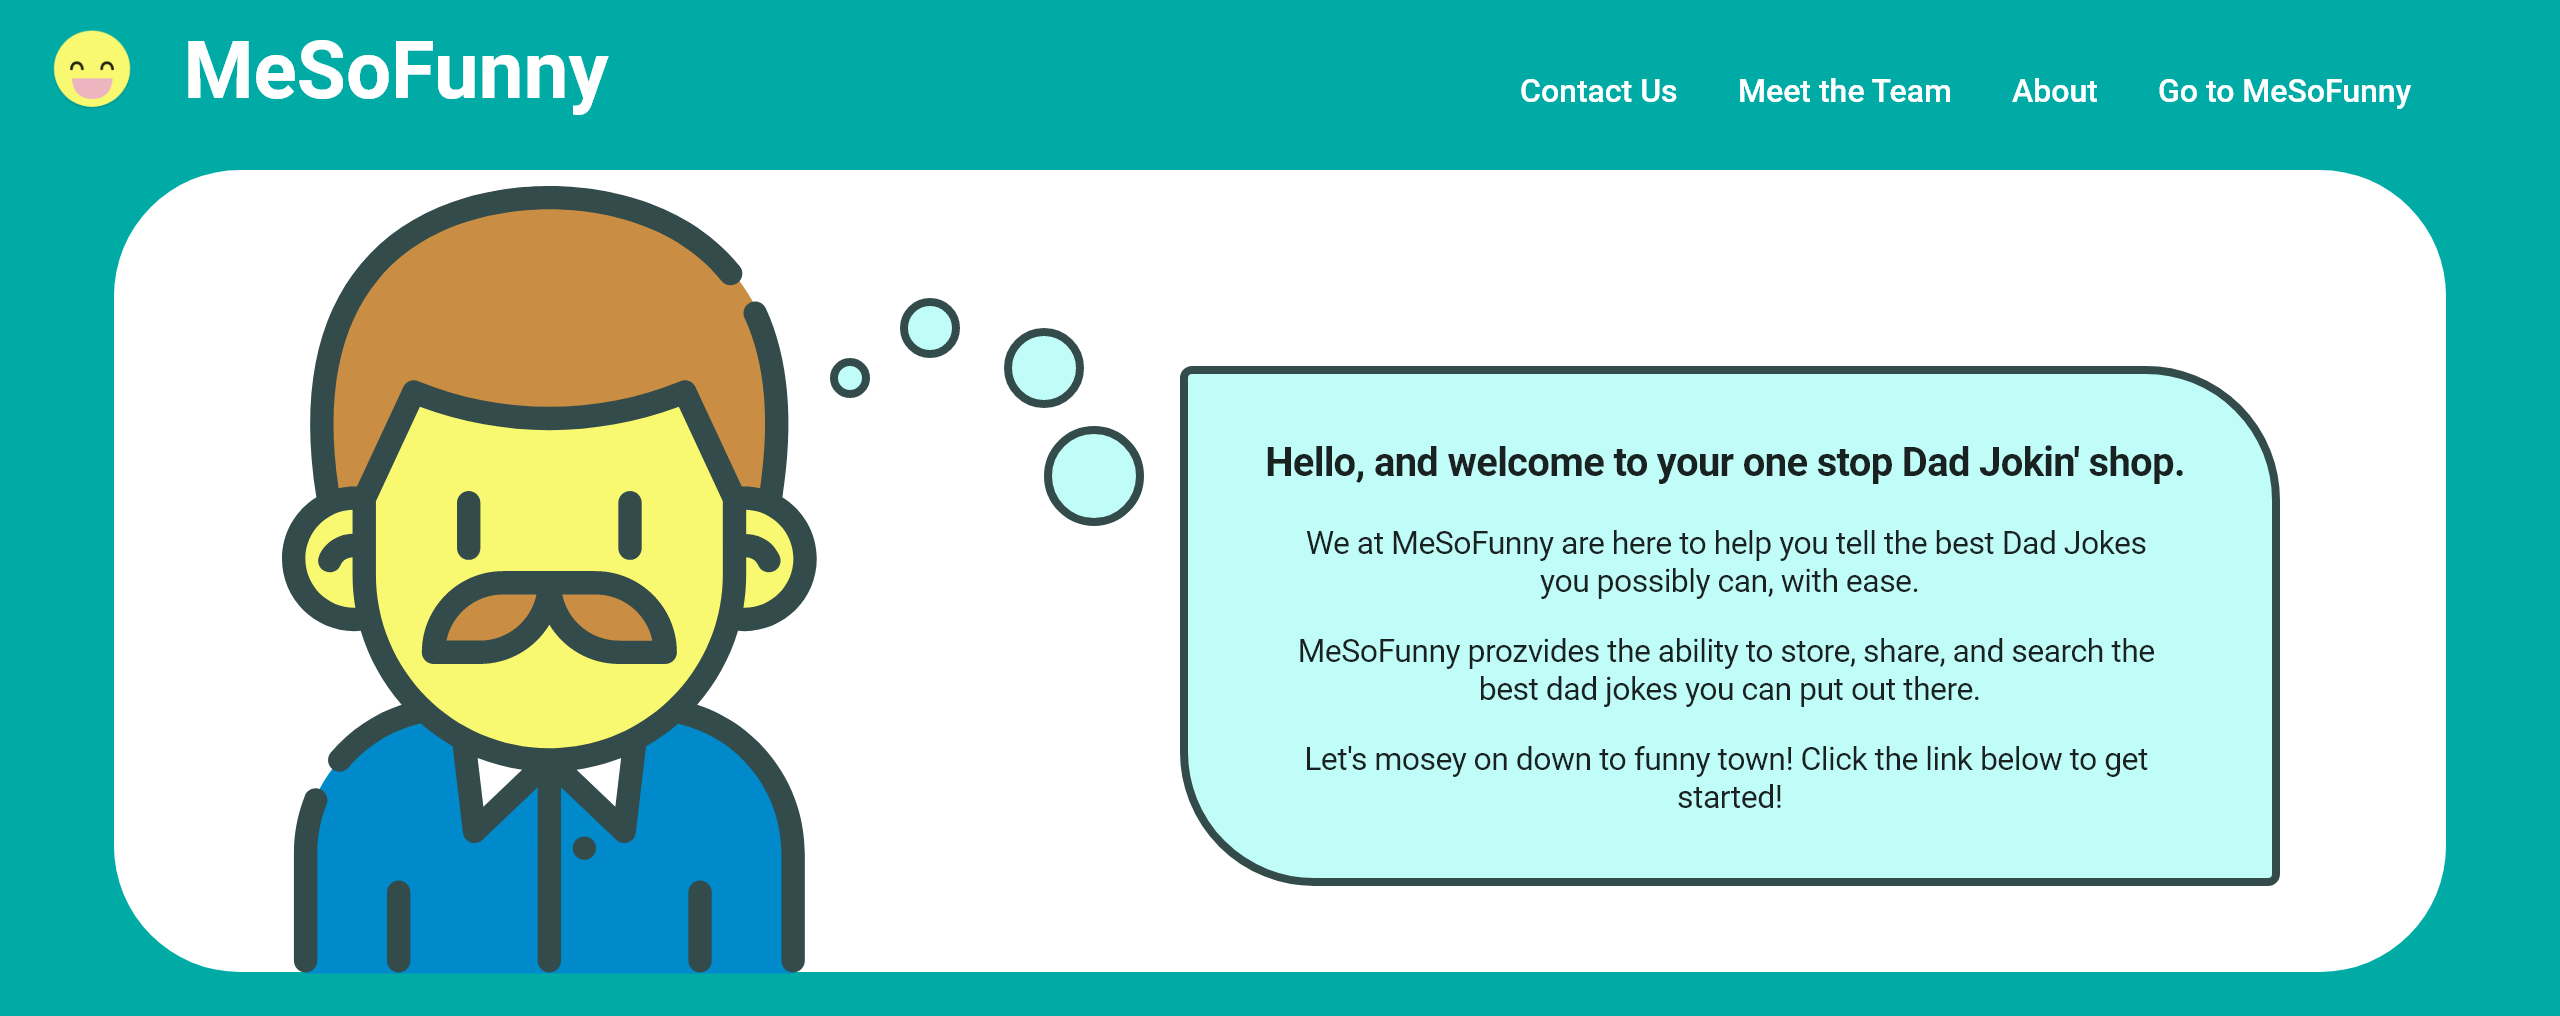 MeSoFunny
Contact Us
Meet the Team
About
Go to MeSoFunny
Hello, and welcome to your one stop Dad Jokin' shop.
We at MeSoFunny are here to help you tell the best Dad Jokes
you possibly can, with ease.
MeSoFunny prozvides the ability to store, share, and search the
best dad jokes you can put out there.
Let's mosey on down to funny town! Click the link below to get
started!